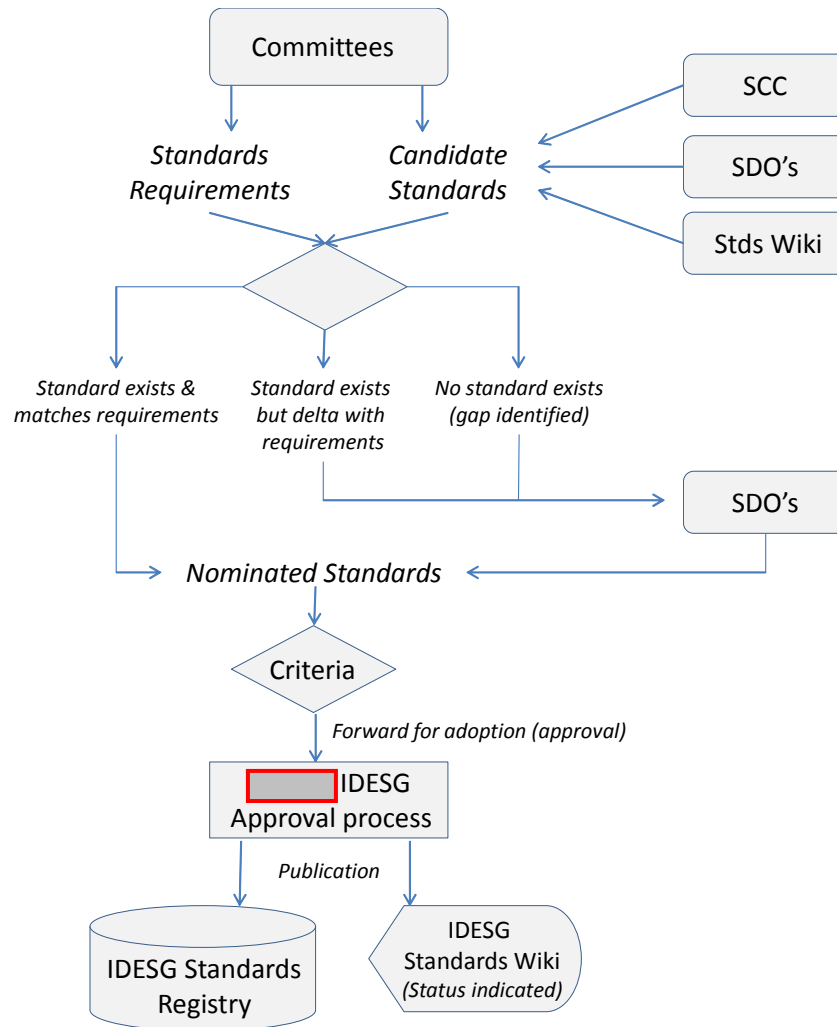 Committees
SCC
Standards
Requirements
Candidate
Standards
SDO's
Stds Wiki
Standard exists &
matches requirements
Standard exists
but delta with
requirements
No standard exists
(gap identified)
SDO's
Nominated Standards
Criteria
Forward for adoption (approval)
IDESG
Approval process
Publication
IDESG Standards
Registry
IDESG
Standards Wiki
(Status indicated)